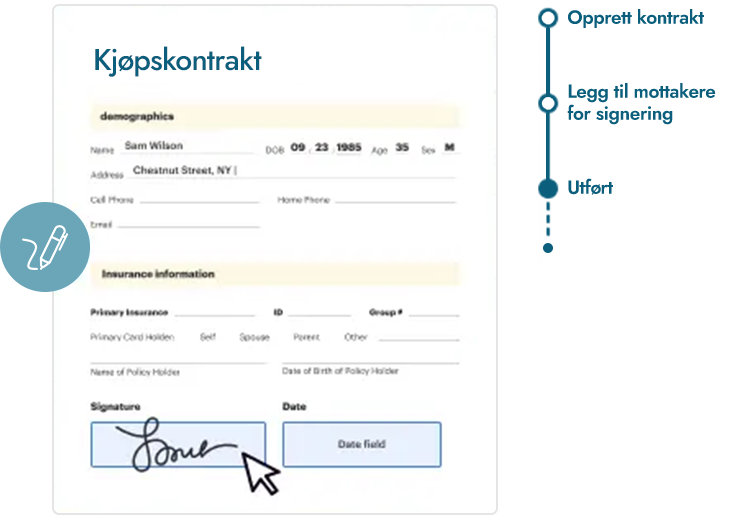 Kjøpskontrakt
demographics
Name Sam Wilson DOB 09 / 23 / 1985 Age 35 Sex M
Address Chestnut Street, NY |
Cell Phone Home Phone
Email
Insurance information
Primary Insurance ID Group #
Primary Card Holden Self Spouse Parent Other
Name of Policy Holder Date of Birth of Policy Holder
Signature Date
Date field
Opprett kontrakt
Legg til mottakere
for signering
Utført